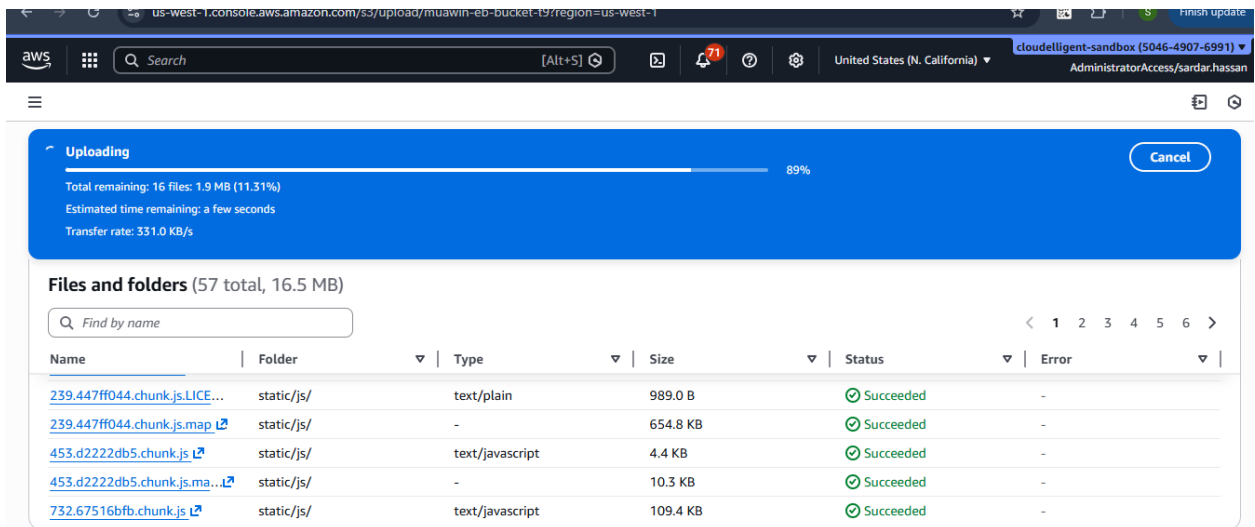 us-west-1.console.aws.amazon.com/s3/upload/muawin-eb-bucket-t9?region=us-west-1
S
Finish update
aws
Search
[Alt+S]
71
United States (N. California) ▼
cloudelligent-sandbox (5046-4907-6991) ▼
AdministratorAccess/sardar.hassan
Uploading
Cancel
89%
Total remaining: 16 files: 1.9 MB (11.31%)
Estimated time remaining: a few seconds
Transfer rate: 331.0 KB/s
Files and folders (57 total, 16.5 MB)
Find by name
1 2 3 4 5 6
Name Folder Type Size Status Error
239.447ff044.chunk.js.LICE... static/js/ text/plain 989.0 B Succeeded -
239.447ff044.chunk.js.map static/js/ - 654.8 KB Succeeded -
453.d2222db5.chunk.js static/js/ text/javascript 4.4 KB Succeeded -
453.d2222db5.chunk.js.ma... static/js/ - 10.3 KB Succeeded -
732.67516bfb.chunk.js static/js/ text/javascript 109.4 KB Succeeded -